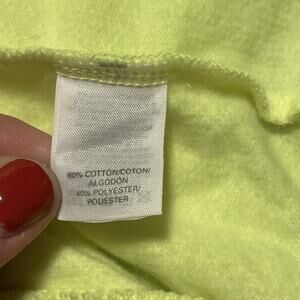 60% COTTON/COTON/
ALGODÓN
40% POLYESTER/
POLIESTER